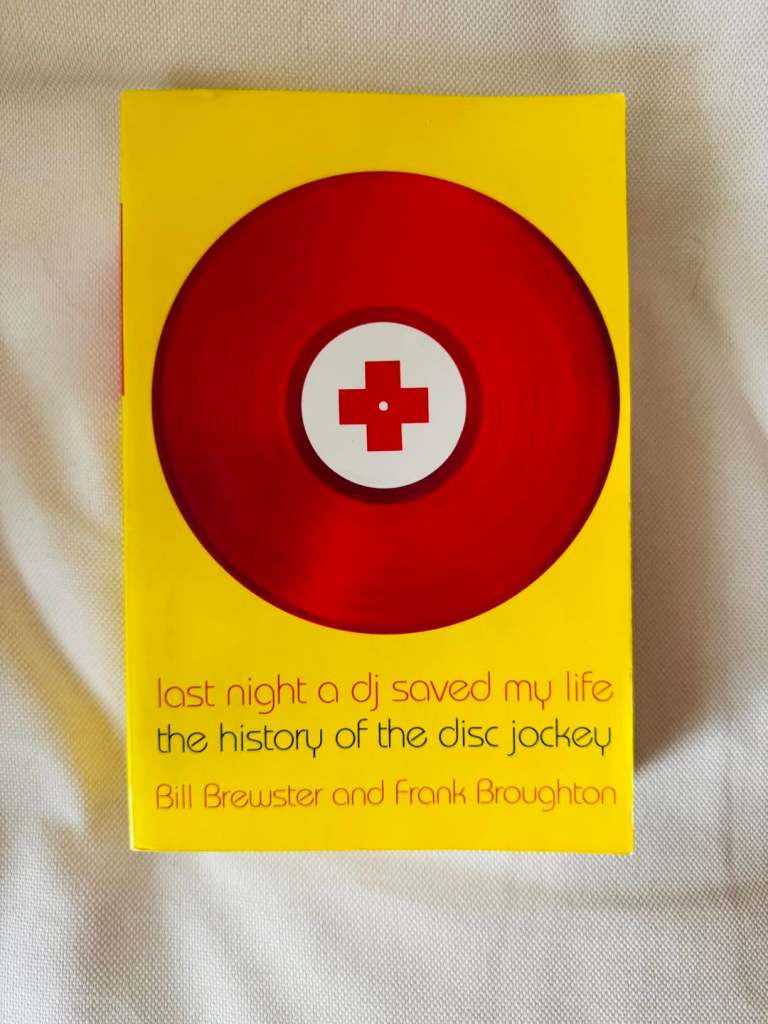 last night a dj saved my life
the history of the disc jockey
Bill Brewster and Frank Broughton